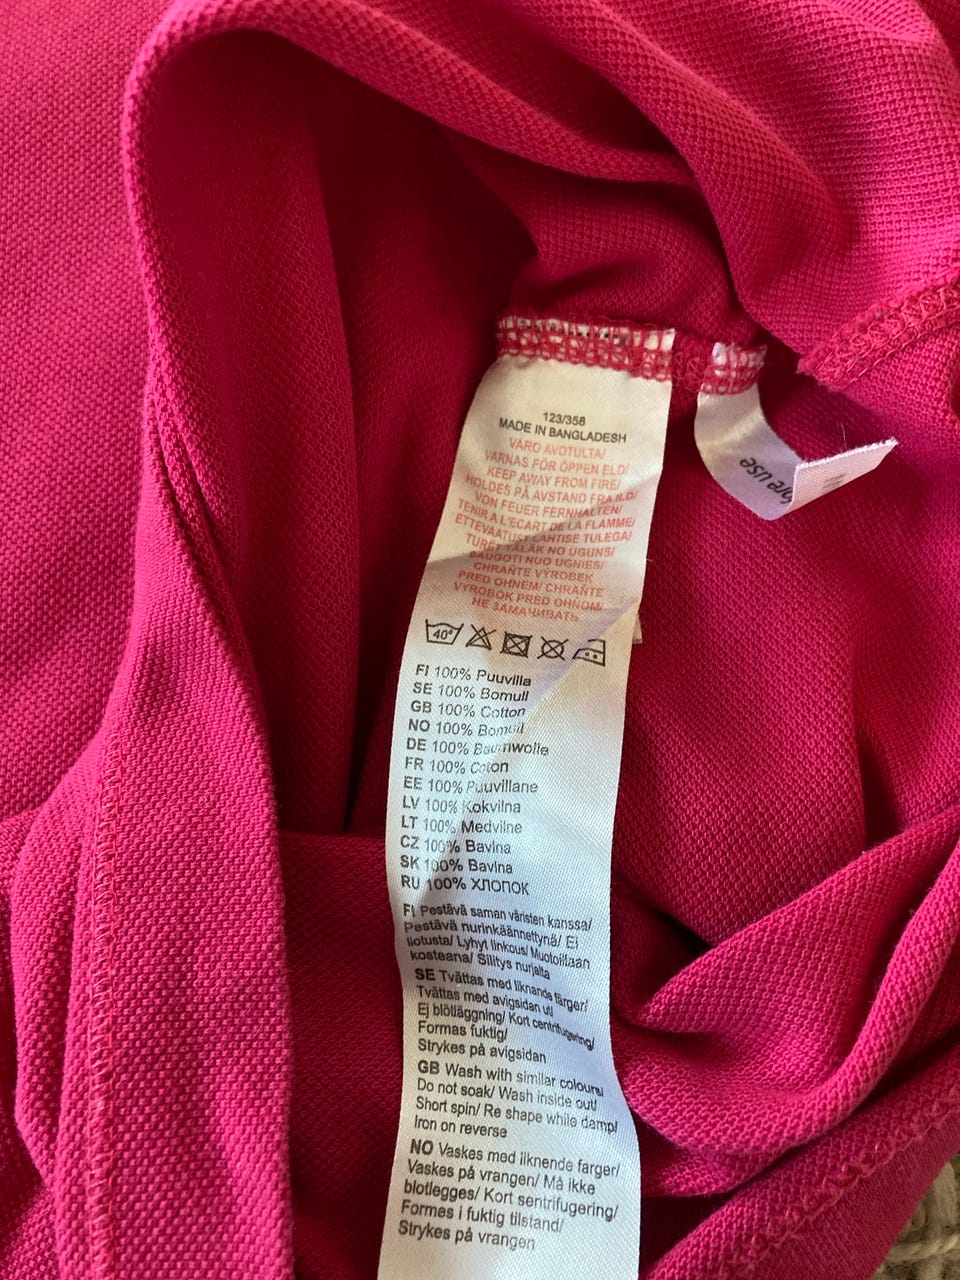 123/358
MADE IN BANGLADESH
VARO AVOTULTA/
VARNAS FÖR ÖPPEN ELD/
KEEP AWAY FROM FIRE/
HOLDES PÅ AVSTAND FRA ILD/
VON FEUER FERNHALTEN/
TENIR A L'ECART DE LA FLAMME/
ETTEVAATUST LAHTISE TULEGA/
TURĒT TĀLĀK NO UGUNS/
SAUGOTI NUO UGNIES/
CHRAŇTE VÝROBEK
PRED OHNEM/ CHRAŇTE
VÝROBOK PRED OHŇOM/
НЕ ЗАМАЧИВАТЬ
40°
FI 100% Puuvilla
SE 100% Bomull
GB 100% Cotton
NO 100% Bomull
DE 100% Baumwolle
FR 100% Coton
EE 100% Puuvillane
LV 100% Kokvilna
LT 100% Medvilne
CZ 100% Bavlna
SK 100% Bavlna
RU 100% ХЛОПОК
FI Pestävä saman väristen kanssa/
Pestävä nurinkäännettynä/ Ei
liotusta/ Lyhyt linkous/ Muotoillaan
kosteana/ Silitys nurjalta
SE Tvättas med liknande färger/
Tvättas med avigsidan ut/
Ej blötläggning/ Kort centrifugering/
Formas fuktig/
Strykes på avigsidan
GB Wash with similar colours/
Do not soak/ Wash inside out/
Short spin/ Re shape while damp/
Iron on reverse
NO Vaskes med liknende farger/
Vaskes på vrangen/ Må ikke
blotlegges/ Kort sentrifugering/
Formes i fuktig tilstand/
Strykes på vrangen
fore use